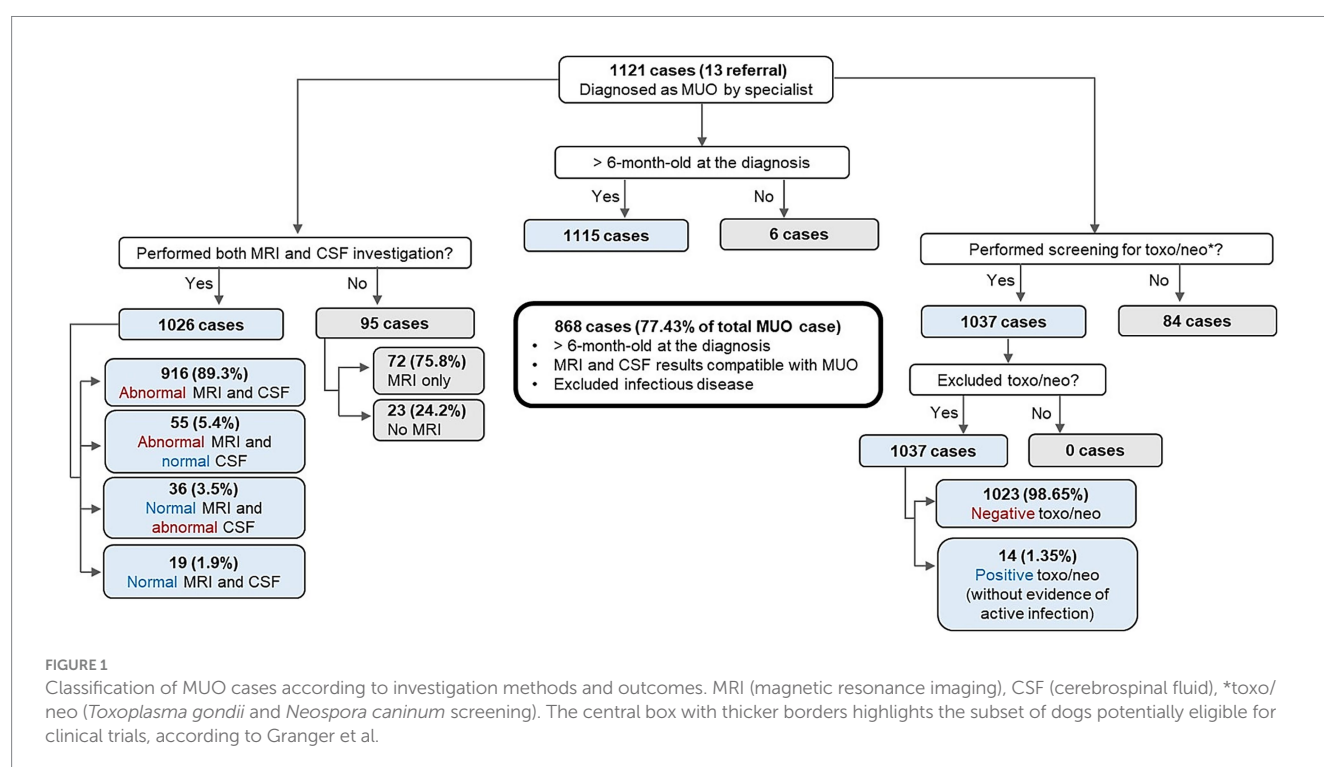 1121 cases (13 referral)
Diagnosed as MUO by specialist
> 6-month-old at the diagnosis
Yes
No
1115 cases
6 cases
Performed both MRI and CSF investigation?
Yes
No
1026 cases
95 cases
916 (89.3%)
Abnormal MRI and CSF
55 (5.4%)
Abnormal MRI and
normal CSF
36 (3.5%)
Normal MRI and
abnormal CSF
19 (1.9%)
Normal MRI and CSF
72 (75.8%)
MRI only
23 (24.2%)
No MRI
868 cases (77.43% of total MUO case)
• > 6-month-old at the diagnosis
• MRI and CSF results compatible with MUO
• Excluded infectious disease
Performed screening for toxo/neo*?
Yes
No
1037 cases
84 cases
Excluded toxo/neo?
Yes
No
1037 cases
0 cases
1023 (98.65%)
Negative toxo/neo
14 (1.35%)
Positive toxo/neo
(without evidence of
active infection)
FIGURE 1
Classification of MUO cases according to investigation methods and outcomes. MRI (magnetic resonance imaging), CSF (cerebrospinal fluid), *toxo/
neo (Toxoplasma gondii and Neospora caninum screening). The central box with thicker borders highlights the subset of dogs potentially eligible for
clinical trials, according to Granger et al.